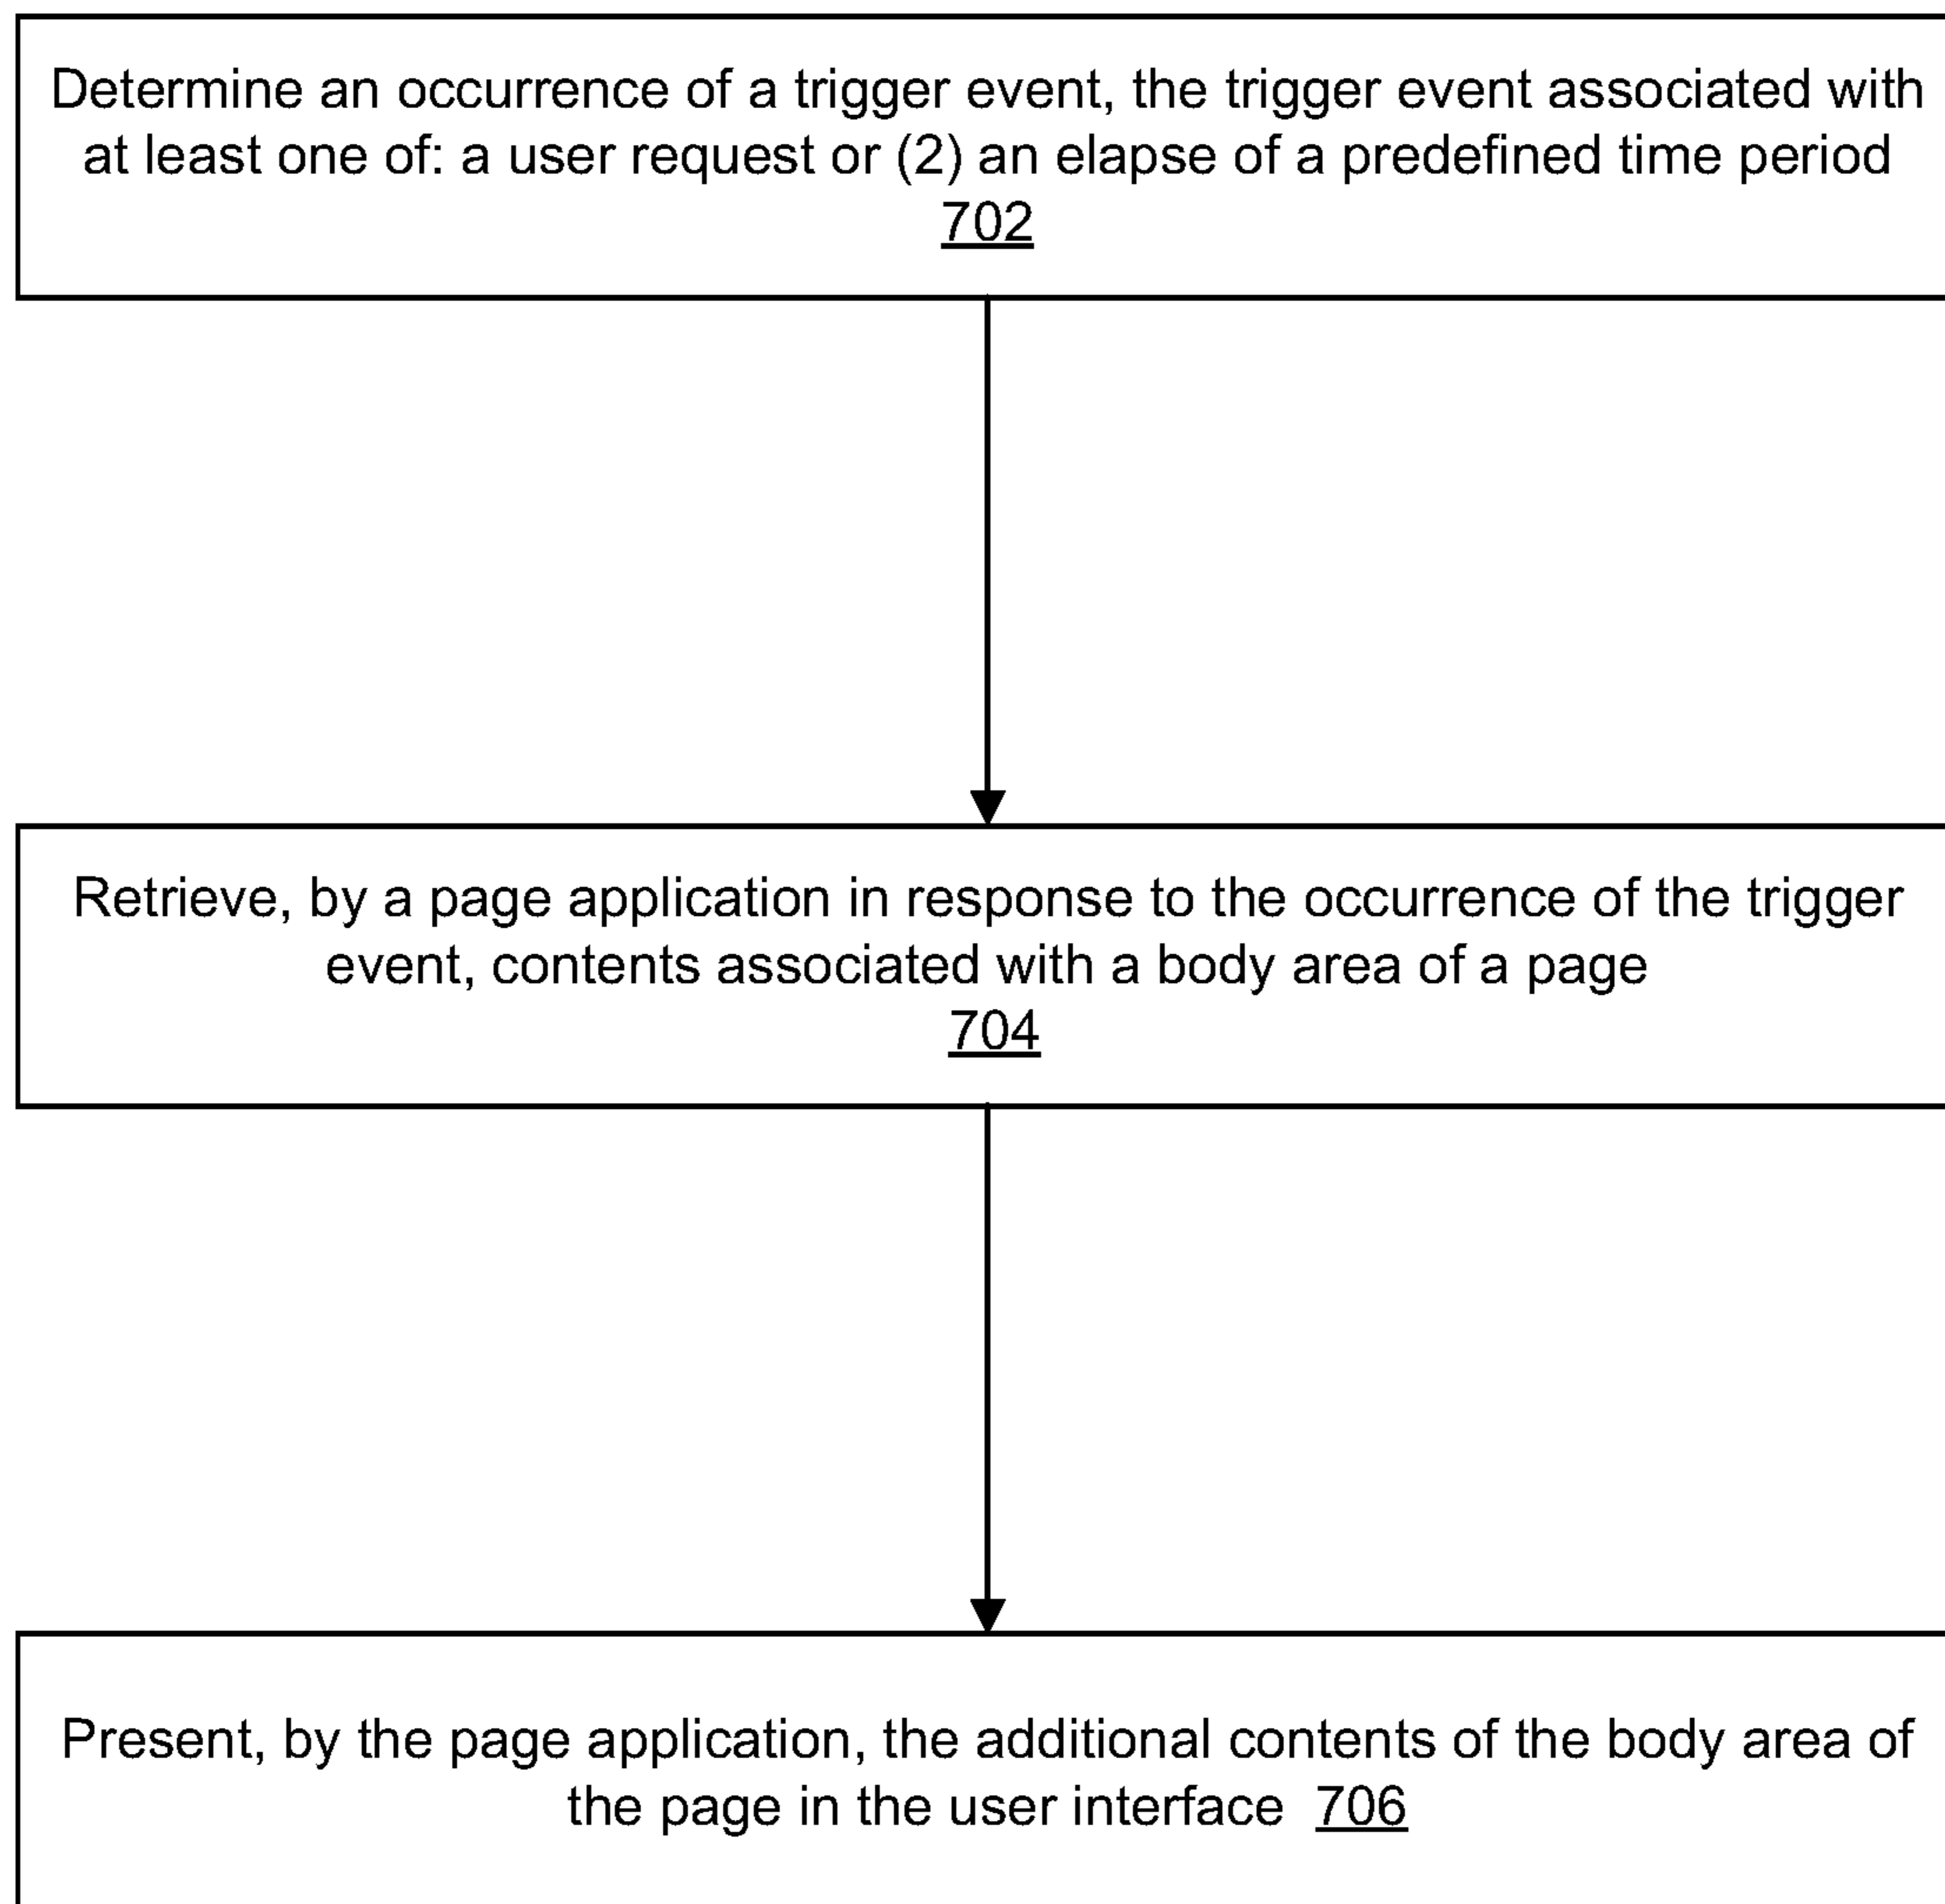 Determine an occurrence of a trigger event, the trigger event associated with
at least one of: a user request or (2) an elapse of a predefined time period
702
Retrieve, by a page application in response to the occurrence of the trigger
event, contents associated with a body area of a page
704
Present, by the page application, the additional contents of the body area of
the page in the user interface 706